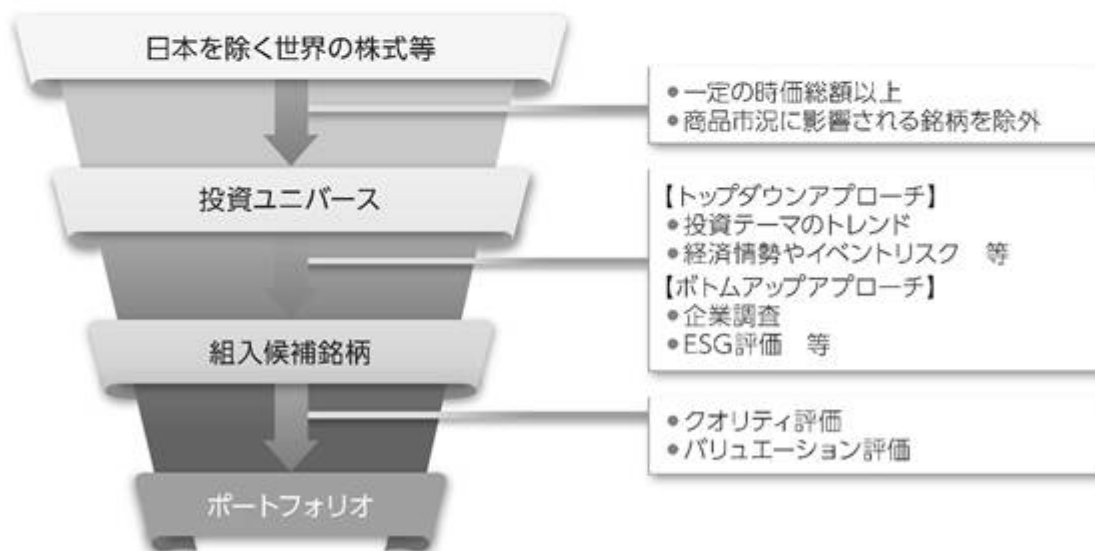 日本を除く世界の株式等
●一定の時価総額以上
●商品市況に影響される銘柄を除外
投資ユニバース
【トップダウンアプローチ】
●投資テーマのトレンド
●経済情勢やイベントリスク　等
【ボトムアップアプローチ】
●企業調査
●ESG評価　等
組入候補銘柄
●クオリティ評価
●バリュエーション評価
ポートフォリオ